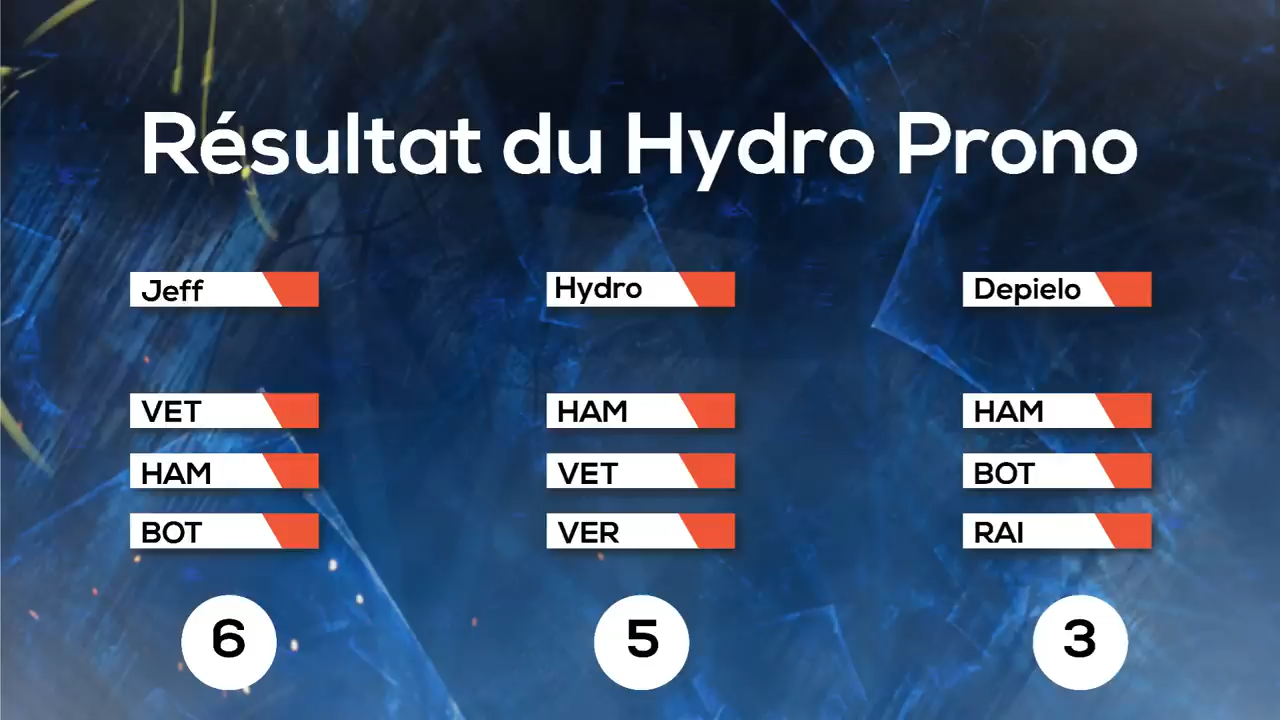 Résultat du Hydro Prono
Jeff
Hydro
Depielo
VET
HAM
HAM
HAM
VET
BOT
BOT
VER
RAI
6
5
3